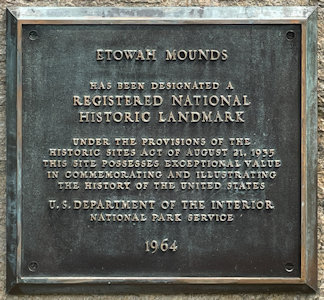 ETOWAH MOUNDS
HAS BEEN DESIGNATED A
REGISTERED NATIONAL
HISTORIC LANDMARK
UNDER THE PROVISIONS OF THE
HISTORIC SITES ACT OF AUGUST 21, 1935
THIS SITE POSSESSES EXCEPTIONAL VALUE
IN COMMEMORATING AND ILLUSTRATING
THE HISTORY OF THE UNITED STATES
U.S. DEPARTMENT OF THE INTERIOR
NATIONAL PARK SERVICE
1964